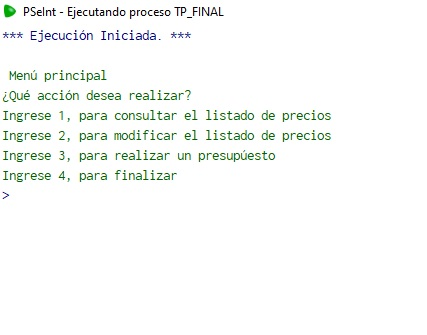 PSeInt - Ejecutando proceso TP_FINAL
*** Ejecución Iniciada. ***
Menú principal
¿Qué acción desea realizar?
Ingrese 1, para consultar el listado de precios
Ingrese 2, para modificar el listado de precios
Ingrese 3, para realizar un presupúesto
Ingrese 4, para finalizar
>